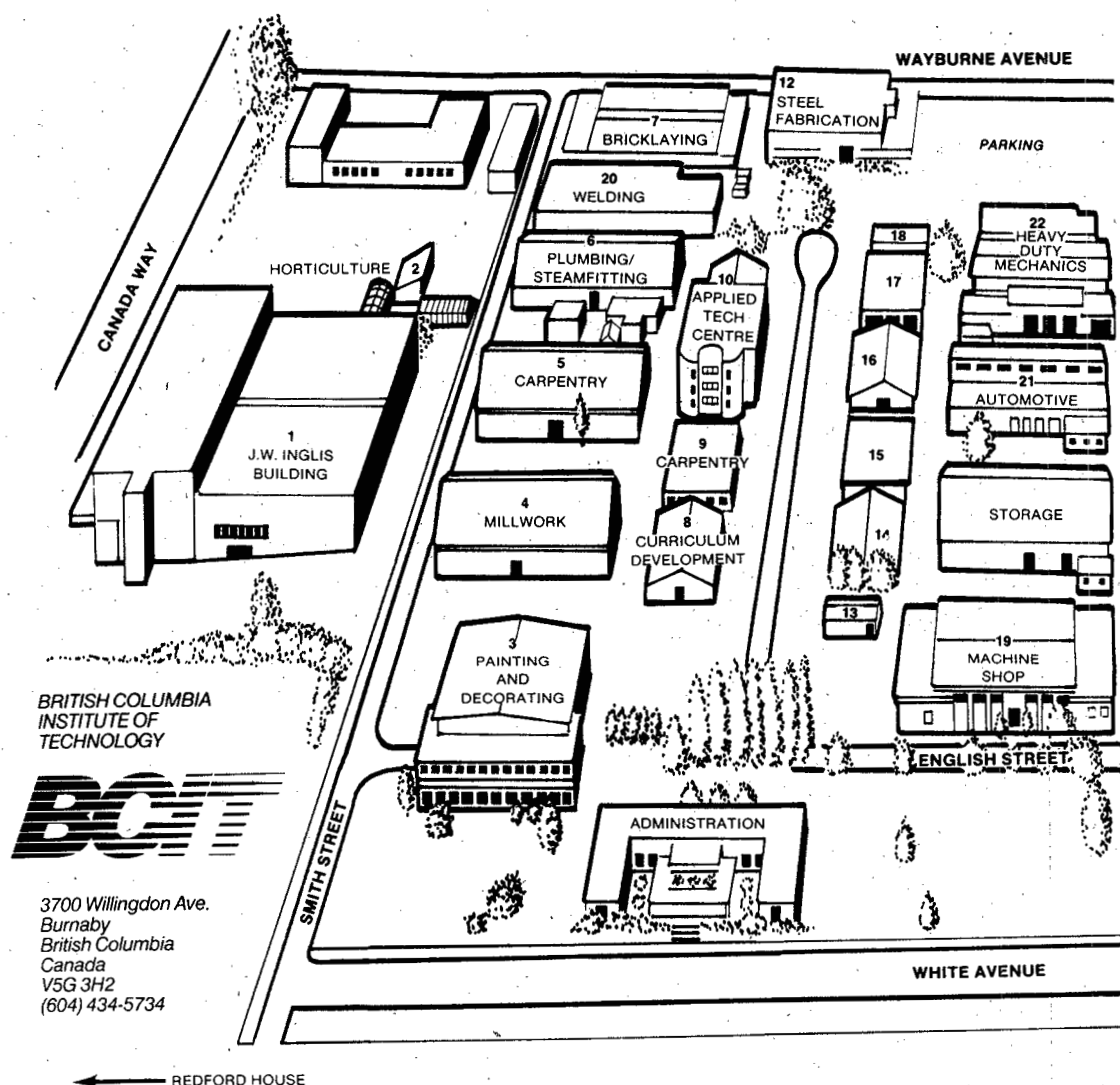 WAYBURNE AVENUE
12
STEEL
FABRICATION
7
BRICKLAYING
PARKING
20
WELDING
22
HEAVY
DUTY
MECHANICS
18
6
PLUMBING/
STEAMFITTING
HORTICULTURE
2
10
APPLIED
TECH
CENTRE
17
CANADA WAY
16
5
CARPENTRY
21
AUTOMOTIVE
1
J.W. INGLIS
BUILDING
9
CARPENTRY
15
4
MILLWORK
STORAGE
8
CURRICULUM
DEVELOPMENT
14
13
3
PAINTING
AND
DECORATING
19
MACHINE
SHOP
BRITISH COLUMBIA
INSTITUTE OF
TECHNOLOGY
ENGLISH STREET
BCIT
ADMINISTRATION
SMITH STREET
3700 Willingdon Ave.
Burnaby
British Columbia
Canada
V5G 3H2
(604) 434-5734
WHITE AVENUE
REDFORD HOUSE